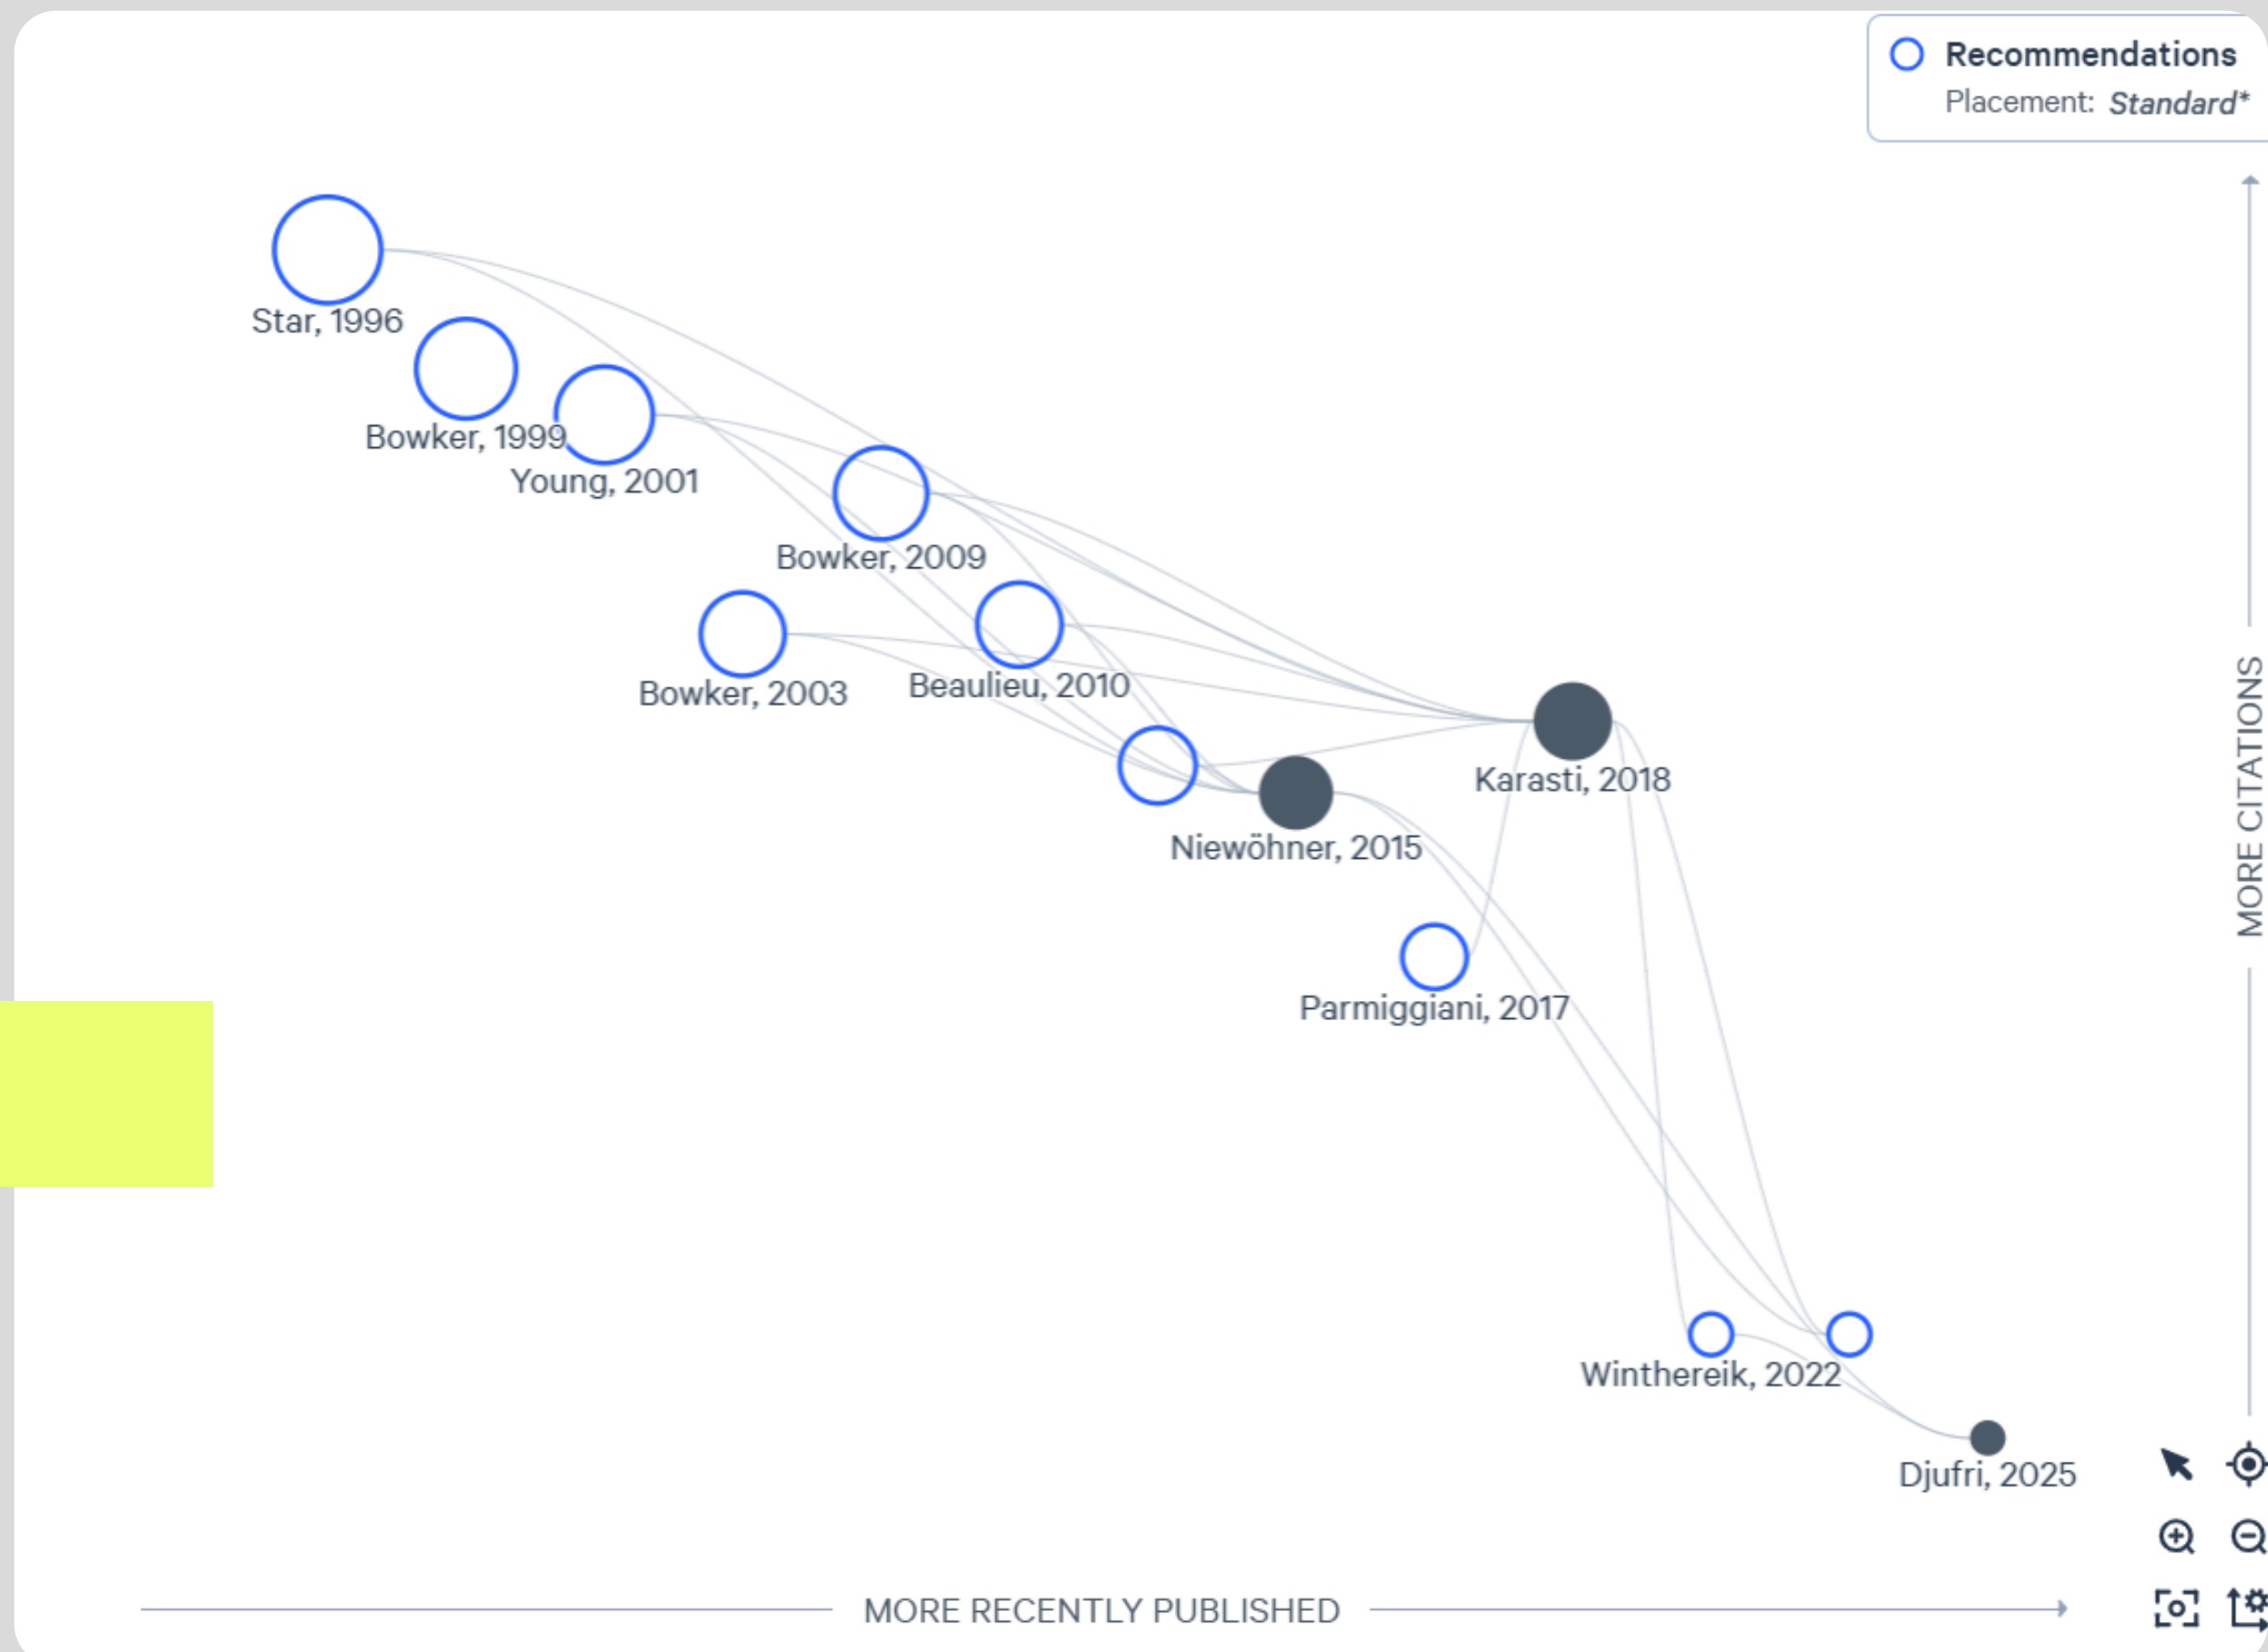 Recommendations
Placement: Standard*
Star, 1996
Bowker, 1999
Young, 2001
Bowker, 2009
Bowker, 2003
Beaulieu, 2010
Karasti, 2018
Niewöhner, 2015
Parmiggiani, 2017
Winthereik, 2022
Djufri, 2025
MORE CITATIONS
MORE RECENTLY PUBLISHED